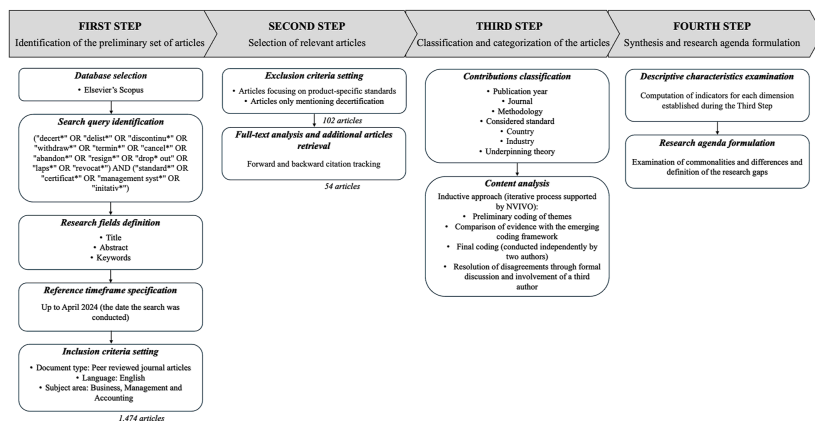 FIRST STEP
Identification of the preliminary set of articles
Database selection
• Elsevier's Scopus
Search query identification
("decert*" OR "delist*" OR "discontinu*" OR
"withdraw*" OR "termin*" OR "cancel*" OR
"abandon*" OR "resign*" OR "drop* out" OR
"laps*" OR "revocat*") AND ("standard*" OR
"certificat*" OR "management syst*" OR
"initativ*")
Research fields definition
• Title
• Abstract
• Keywords
Reference timeframe specification
Up to April 2024 (the date the search was
conducted)
Inclusion criteria setting
• Document type: Peer reviewed journal articles
• Language: English
• Subject area: Business, Management and
Accounting
1,474 articles
SECOND STEP
Selection of relevant articles
Exclusion criteria setting
• Articles focusing on product-specific standards
• Articles only mentioning decertification
102 articles
Full-text analysis and additional articles
retrieval
Forward and backward citation tracking
54 articles
THIRD STEP
Classification and categorization of the articles
Contributions classification
• Publication year
• Journal
• Methodology
• Considered standard
• Country
• Industry
• Underpinning theory
Content analysis
Inductive approach (iterative process supported
by NVIVO):
• Preliminary coding of themes
• Comparison of evidence with the emerging
coding framework
• Final coding (conducted independently by
two authors)
• Resolution of disagreements through formal
discussion and involvement of a third
author
FOURTH STEP
Synthesis and research agenda formulation
Descriptive characteristics examination
Computation of indicators for each dimension
established during the Third Step
Research agenda formulation
Examination of commonalities and differences and
definition of the research gaps